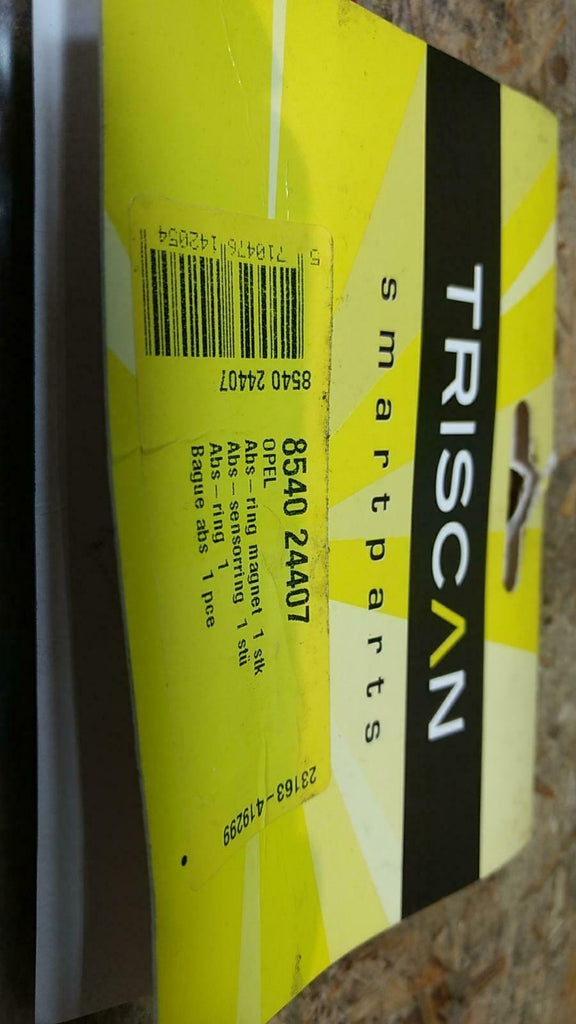 TRISCAN
smartparts
8540 24407
OPEL
Abs-ring magnet 1 stk
Abs-sensorring 1 stü
Abs-ring 1
Bague abs 1 pce
8540 24407
5 710476 142054
23163-419299